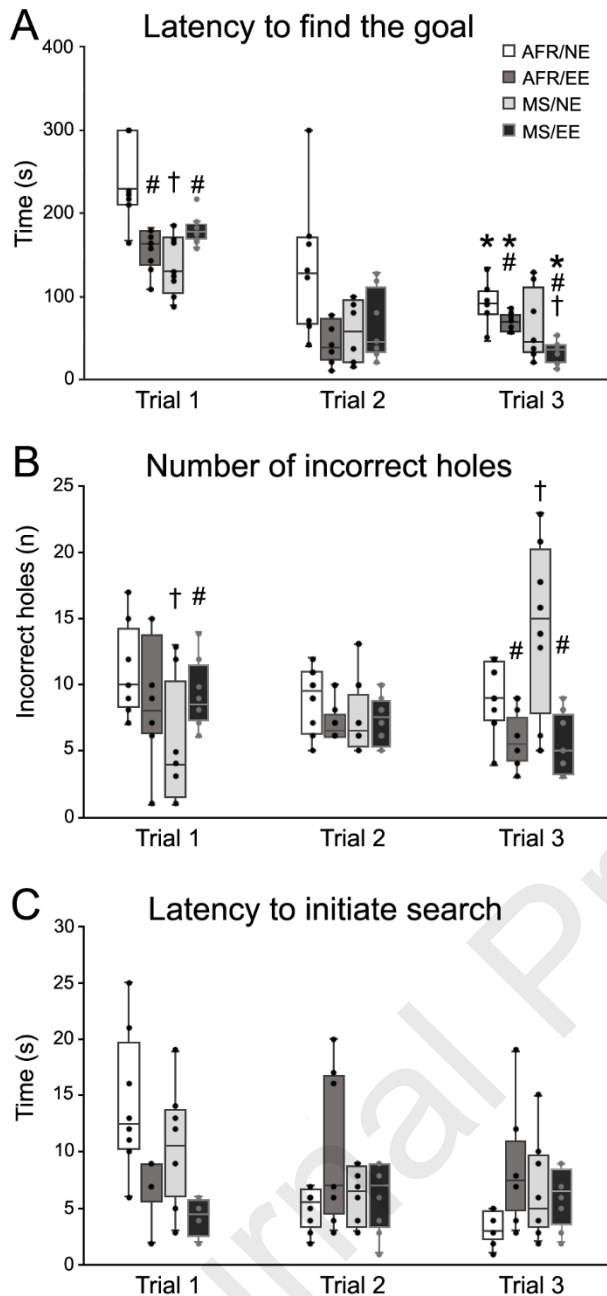 A Latency to find the goal
AFR/NE
AFR/EE
MS/NE
MS/EE
Time (s)
400
300
200
100
0
# † #
* * *
# #
†
Trial 1 Trial 2 Trial 3
B Number of incorrect holes
Incorrect holes (n)
25
20
15
10
5
0
†
† #
# #
Trial 1 Trial 2 Trial 3
C Latency to initiate search
Time (s)
30
25
20
15
10
5
0
Trial 1 Trial 2 Trial 3
urnal Pr